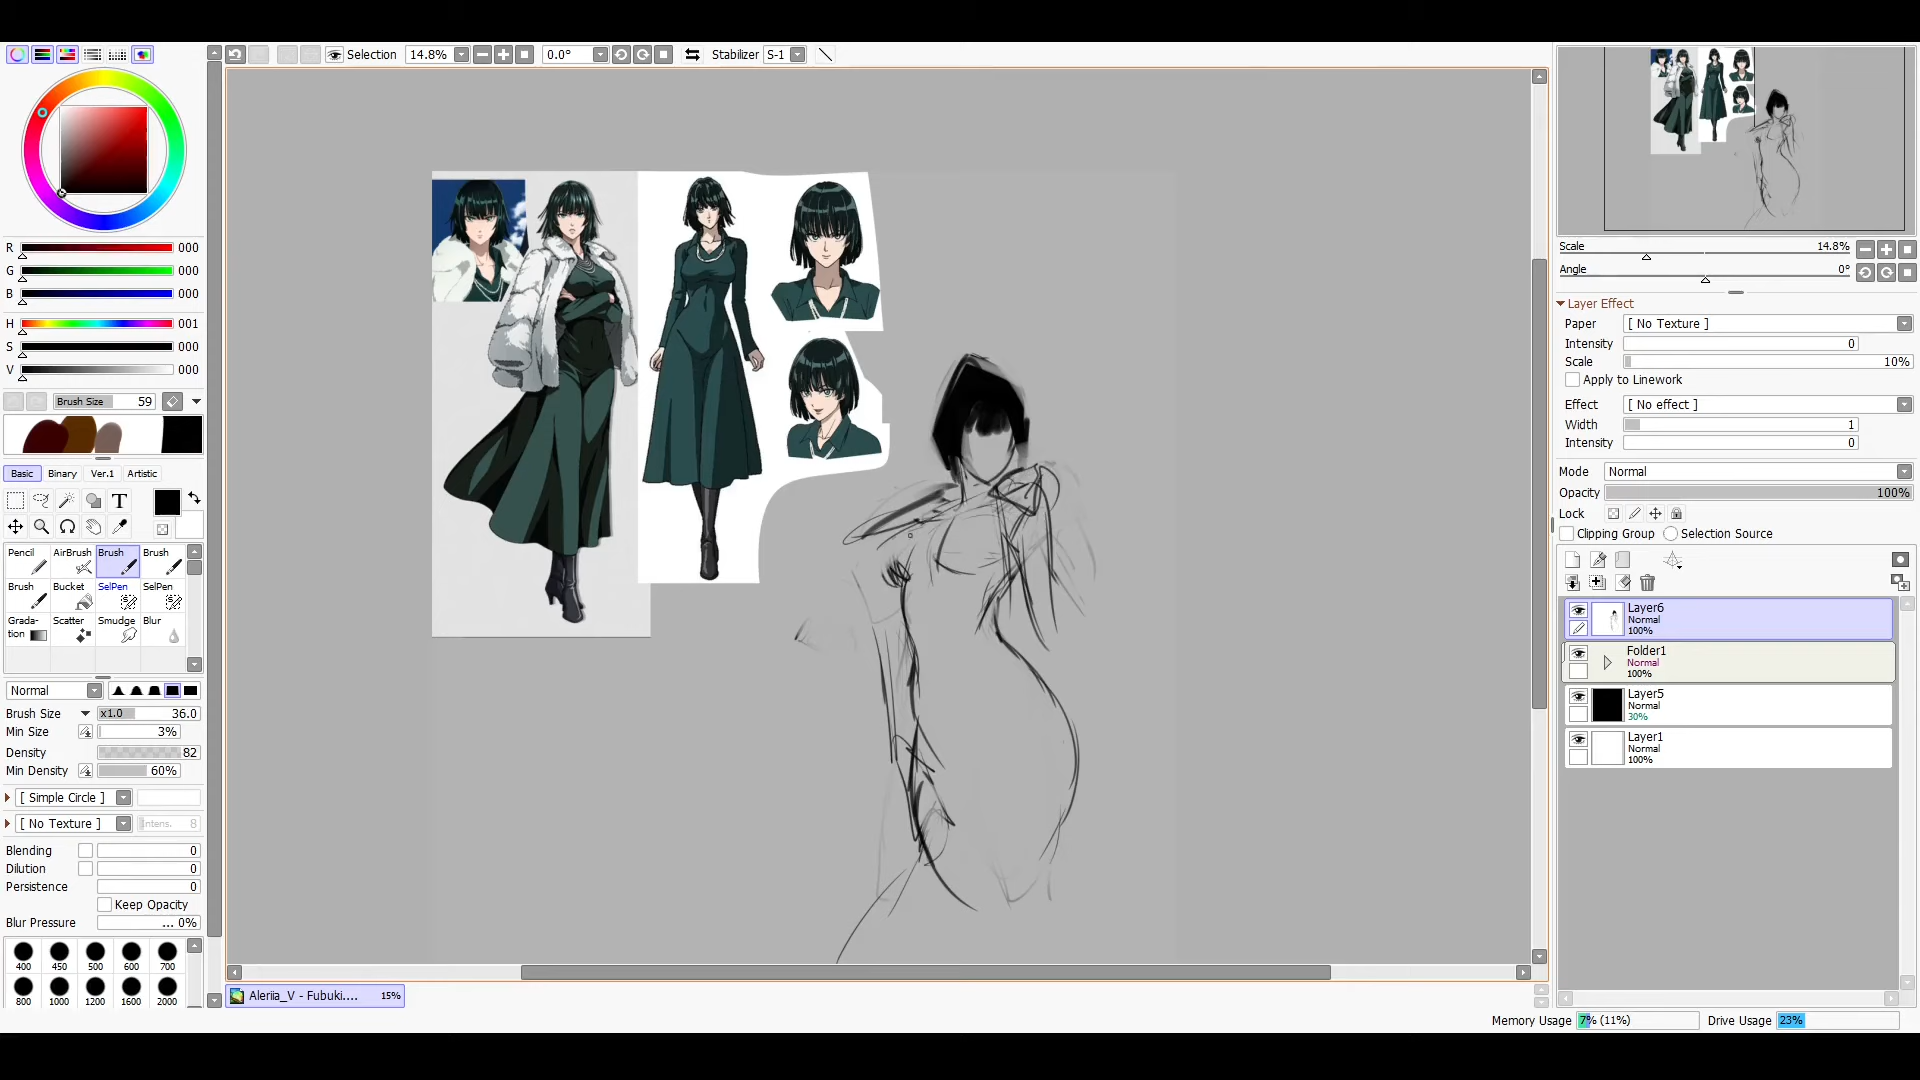 Selection 14.8% 0.0° Stabilizer S-1
R 000
G 000
B 000
H 001
S 000
V 000
Brush Size 59
Basic Binary Ver.1 Artistic
T
Pencil AirBrush Brush Brush
Brush Bucket SelPen SelPen
Grada-
tion Scatter Smudge Blur
Normal
Brush Size x1.0 36.0
Min Size 3%
Density 82
Min Density 60%
[ Simple Circle ]
[ No Texture ] Intens. 8
Blending 0
Dilution 0
Persistence 0
Keep Opacity
Blur Pressure ... 0%
400 450 500 600 700
800 1000 1200 1600 2000
Aleriia_V - Fubuki.... 15%
Scale 14.8%
Angle 0°
Layer Effect
Paper [ No Texture ]
Intensity 0
Scale 10%
Apply to Linework
Effect [ No effect ]
Width 1
Intensity 0
Mode Normal
Opacity 100%
Lock
Clipping Group Selection Source
Layer6
Normal
100%
Folder1
Normal
100%
Layer5
Normal
30%
Layer1
Normal
100%
Memory Usage 7% (11%) Drive Usage 23%